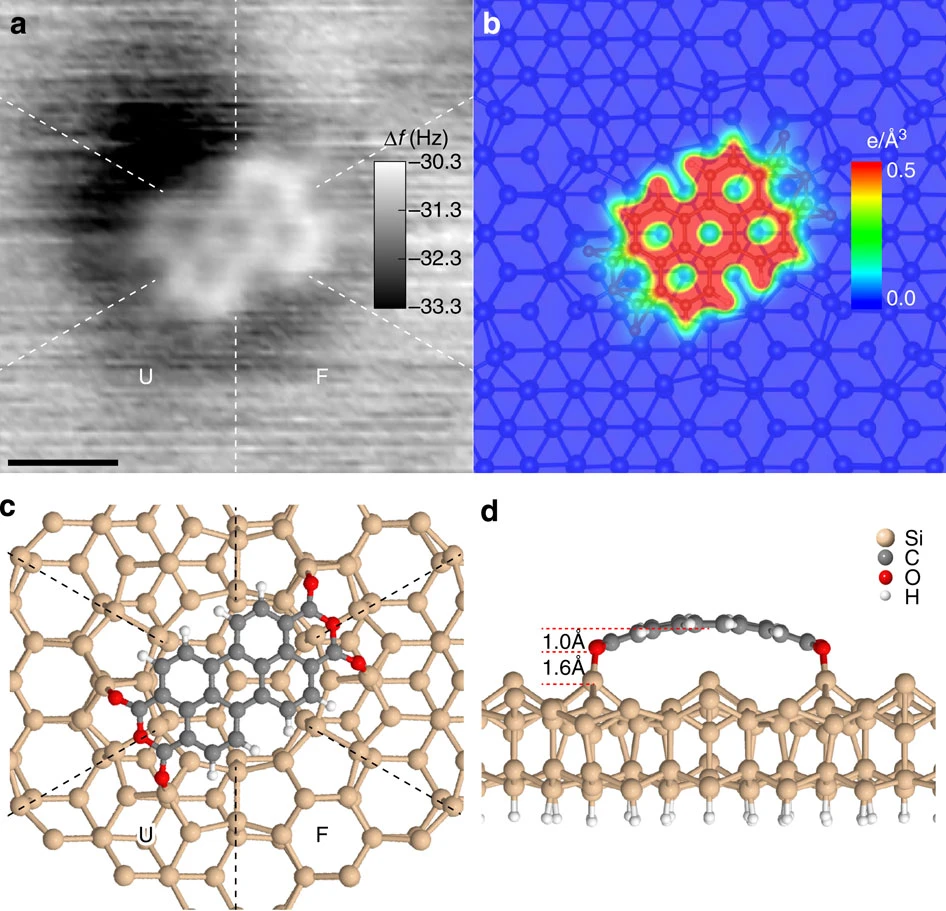 a
Δf (Hz)
–30.3
–31.3
–32.3
–33.3
U
F
b
e/Å³
0.5
0.0
c
U
F
d
Si
C
O
H
1.0Å
1.6Å